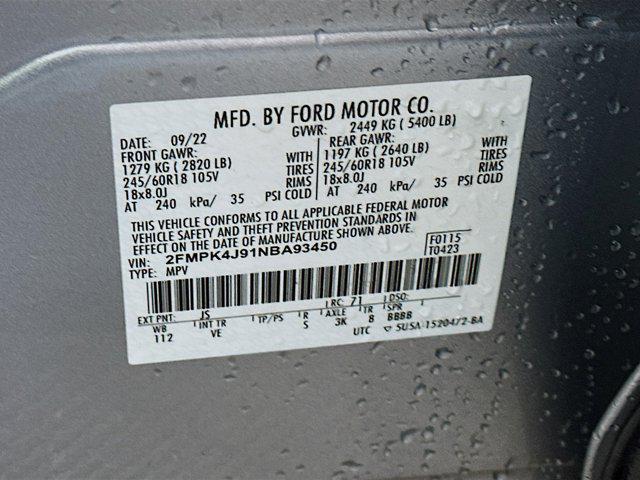 MFD. BY FORD MOTOR CO.
DATE: 09/22 GVWR: 2449 KG ( 5400 LB)
FRONT GAWR: WITH REAR GAWR: WITH
1279 KG ( 2820 LB) TIRES 1197 KG ( 2640 LB) TIRES
245/60R18 105V RIMS 245/60R18 105V RIMS
18x8.0J PSI COLD 18x8.0J PSI COLD
AT 240 kPa/ 35 AT 240 kPa/ 35
THIS VEHICLE CONFORMS TO ALL APPLICABLE FEDERAL MOTOR
VEHICLE SAFETY AND THEFT PREVENTION STANDARDS IN
EFFECT ON THE DATE OF MANUFACTURE SHOWN ABOVE.
VIN: 2FMPK4J91NBA93450 F0115
TYPE: MPV T0423
EXT PNT: JS RC: 71 DSO:
WB INT TR TP/PS R AXLE TR SPR
112 VE S 3K 8 BBBB
UTC 5USA-1520472-BA